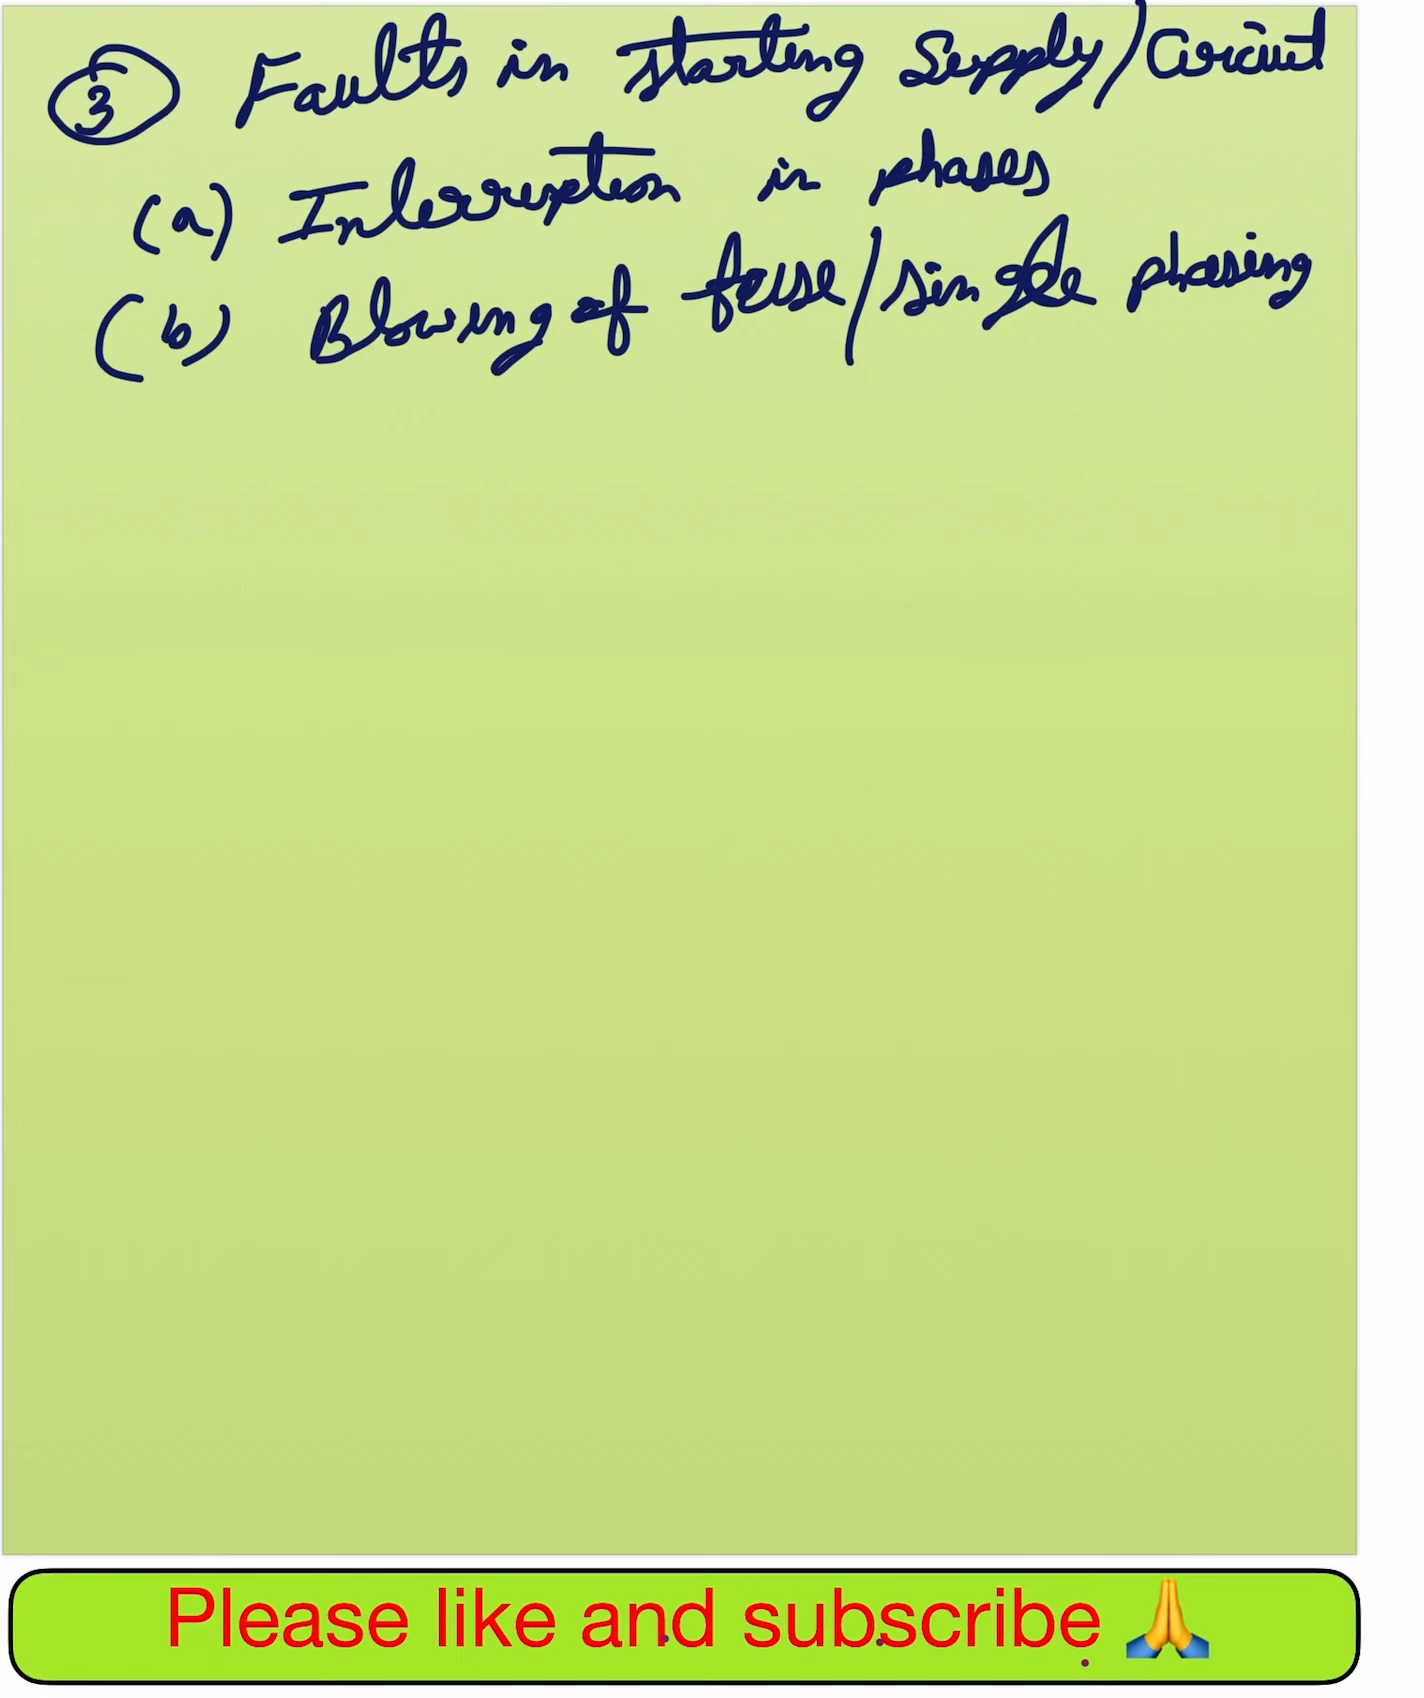 3 Faults in starting Supply/Circuit
(a) Interruption in phases
(b) Blowing of fuse/single phasing
Please like and subscribe 🙏